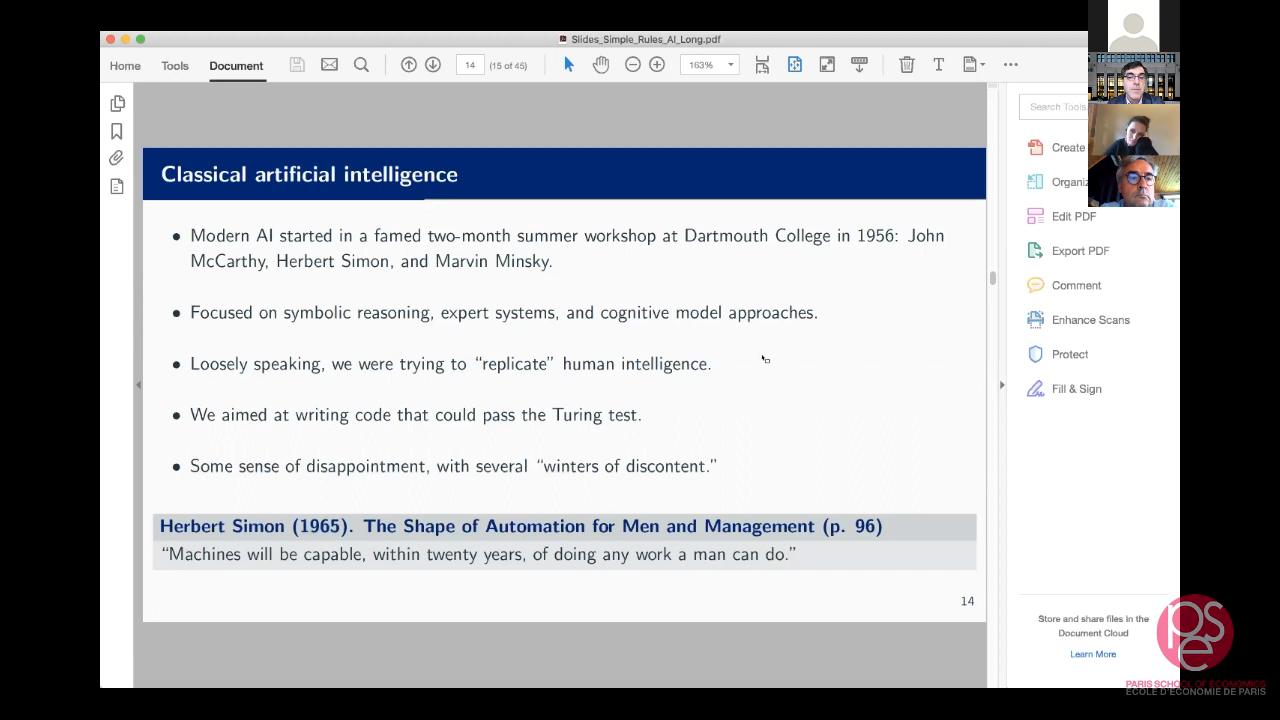 Slides_Simple_Rules_AI_Long.pdf
Home Tools Document 14 (15 of 45) 163%
Search Tools
Create
Organiz
Edit PDF
Export PDF
Comment
Enhance Scans
Protect
Fill & Sign
Store and share files in the
Document Cloud
Learn More
Classical artificial intelligence
• Modern AI started in a famed two-month summer workshop at Dartmouth College in 1956: John
McCarthy, Herbert Simon, and Marvin Minsky.
• Focused on symbolic reasoning, expert systems, and cognitive model approaches.
• Loosely speaking, we were trying to “replicate” human intelligence.
• We aimed at writing code that could pass the Turing test.
• Some sense of disappointment, with several “winters of discontent.”
Herbert Simon (1965). The Shape of Automation for Men and Management (p. 96)
“Machines will be capable, within twenty years, of doing any work a man can do.”
14
pse
PARIS SCHOOL OF ECONOMICS
ÉCOLE D'ÉCONOMIE DE PARIS